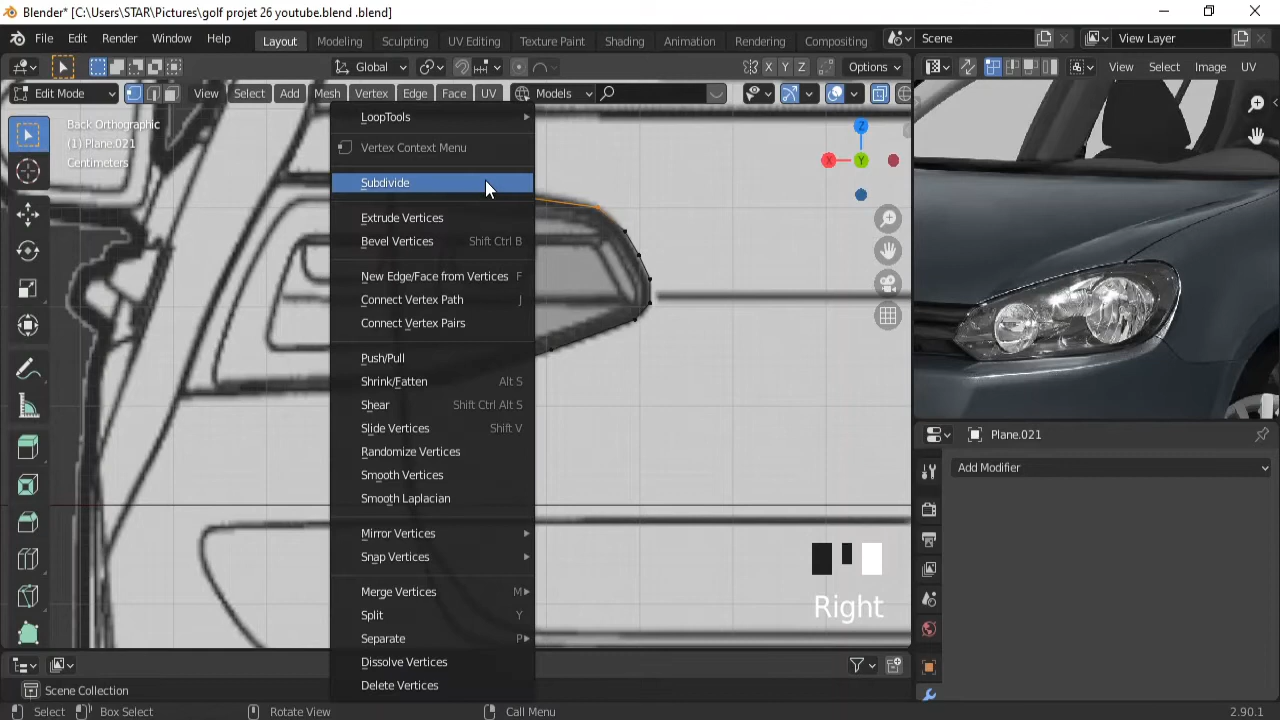 Blender* [C:\Users\STAR\Pictures\golf projet 26 youtube.blend .blend]
File Edit Render Window Help Layout Modeling Sculpting UV Editing Texture Paint Shading Animation Rendering Compositing Scene View Layer
Global X Y Z Options View Select Image UV
Edit Mode View Select Add Mesh Vertex Edge Face UV Models
Back Orthographic
(1) Plane.021
Centimeters
Z
X Y
LoopTools
Vertex Context Menu
Subdivide
Extrude Vertices
Bevel Vertices Shift Ctrl B
New Edge/Face from Vertices F
Connect Vertex Path J
Connect Vertex Pairs
Push/Pull
Shrink/Fatten Alt S
Shear Shift Ctrl Alt S
Slide Vertices Shift V
Randomize Vertices
Smooth Vertices
Smooth Laplacian
Mirror Vertices
Snap Vertices
Merge Vertices M
Split Y
Separate P
Dissolve Vertices
Delete Vertices
Right
Plane.021
Add Modifier
Scene Collection
Select Box Select Rotate View Call Menu 2.90.1